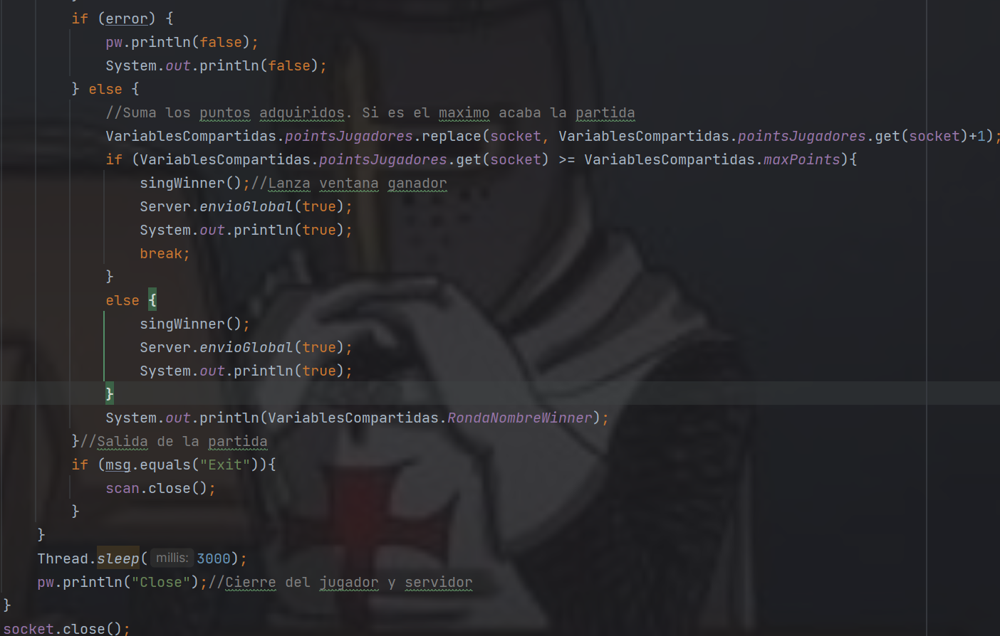 if (error) {
pw.println(false);
System.out.println(false);
} else {
//Suma los puntos adquiridos. Si es el maximo acaba la partida
VariablesCompartidas.pointsJugadores.replace(socket, VariablesCompartidas.pointsJugadores.get(socket)+1);
if (VariablesCompartidas.pointsJugadores.get(socket) >= VariablesCompartidas.maxPoints){
singWinner();//Lanza ventana ganador
Server.envioGlobal(true);
System.out.println(true);
break;
}
else {
singWinner();
Server.envioGlobal(true);
System.out.println(true);
}
System.out.println(VariablesCompartidas.RondaNombreWinner);
}//Salida de la partida
if (msg.equals("Exit")){
scan.close();
}
}
Thread.sleep( millis: 3000);
pw.println("Close");//Cierre del jugador y servidor
}
socket.close();